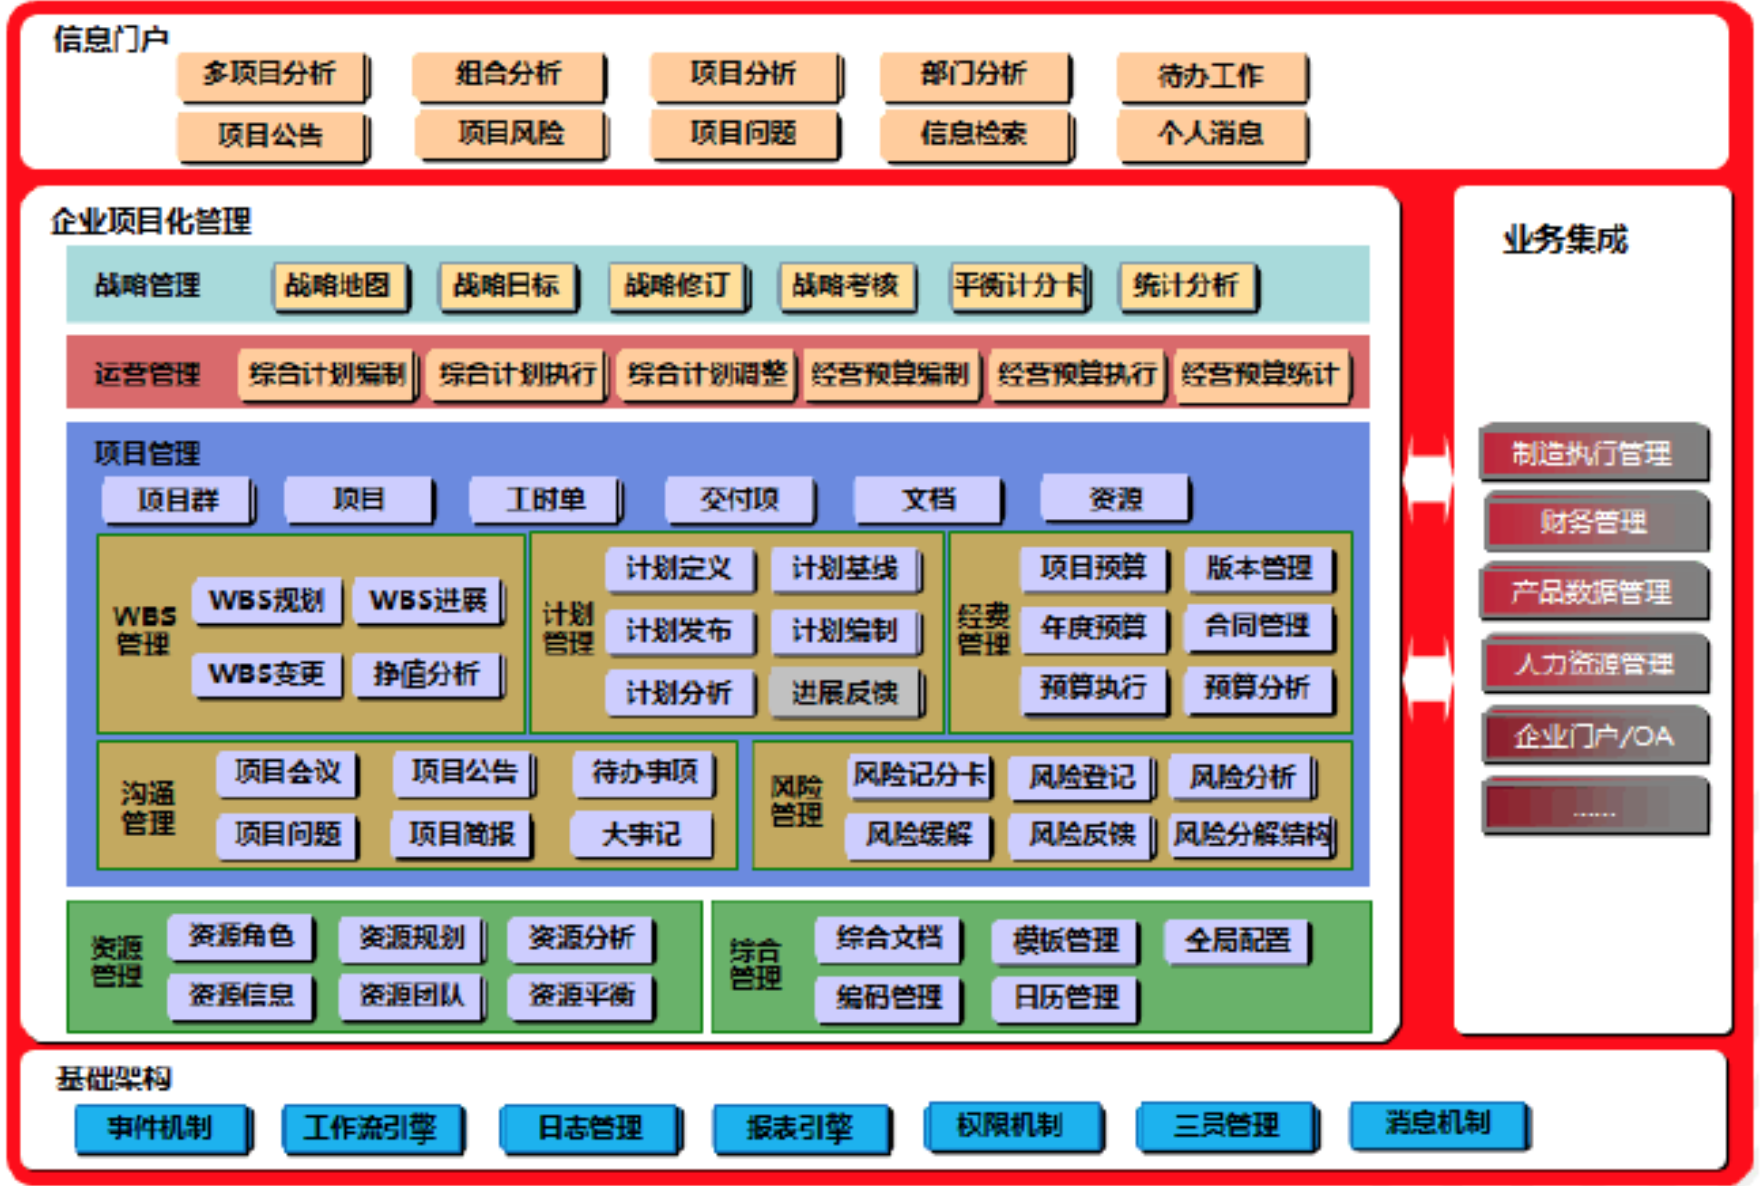 信息门户
多项目分析 组合分析 项目分析 部门分析 待办工作
项目公告 项目风险 项目问题 信息检索 个人消息
企业项目化管理
战略管理 战略地图 战略目标 战略修订 战略考核 平衡计分卡 统计分析
运营管理 综合计划编制 综合计划执行 综合计划调整 经营预算编制 经营预算执行 经营预算统计
项目管理
项目群 项目 工时单 交付项 文档 资源
WBS
管理
WBS规划 WBS进展
WBS变更 挣值分析
计划
管理
计划定义 计划基线
计划发布 计划编制
计划分析 进展反馈
经费
管理
项目预算 版本管理
年度预算 合同管理
预算执行 预算分析
沟通
管理
项目会议 项目公告 待办事项
项目问题 项目简报 大事记
风险
管理
风险记分卡 风险登记 风险分析
风险缓解 风险反馈 风险分解结构
资源
管理
资源角色 资源规划 资源分析
资源信息 资源团队 资源平衡
综合
管理
综合文档 模板管理 全局配置
编码管理 日历管理
业务集成
制造执行管理
财务管理
产品数据管理
人力资源管理
企业门户/OA
......
基础架构
事件机制 工作流引擎 日志管理 报表引擎 权限机制 三员管理 消息机制